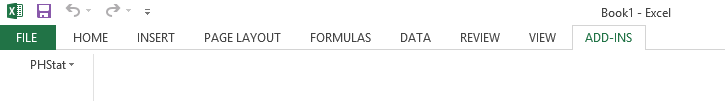 Book1 - Excel
FILE HOME INSERT PAGE LAYOUT FORMULAS DATA REVIEW VIEW ADD-INS
PHStat